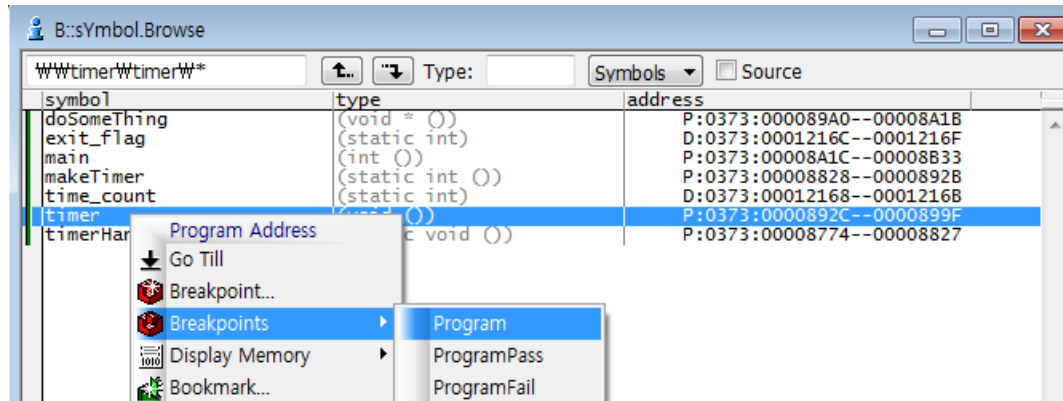 B::sYmbol.Browse
₩₩timer₩timer₩* t.. Type: Symbols Source
symbol type address
doSomeThing (void * ()) P:0373:000089A0--00008A1B
exit_flag (static int) D:0373:0001216C--0001216F
main (int ()) P:0373:00008A1C--00008B33
makeTimer (static int ()) P:0373:00008828--0000892B
time_count (static int) D:0373:00012168--0001216B
timer ()) P:0373:0000892C--0000899F
timerHan c void ()) P:0373:00008774--00008827
Program Address
Go Till
Breakpoint...
Breakpoints Program
Display Memory ProgramPass
Bookmark... ProgramFail